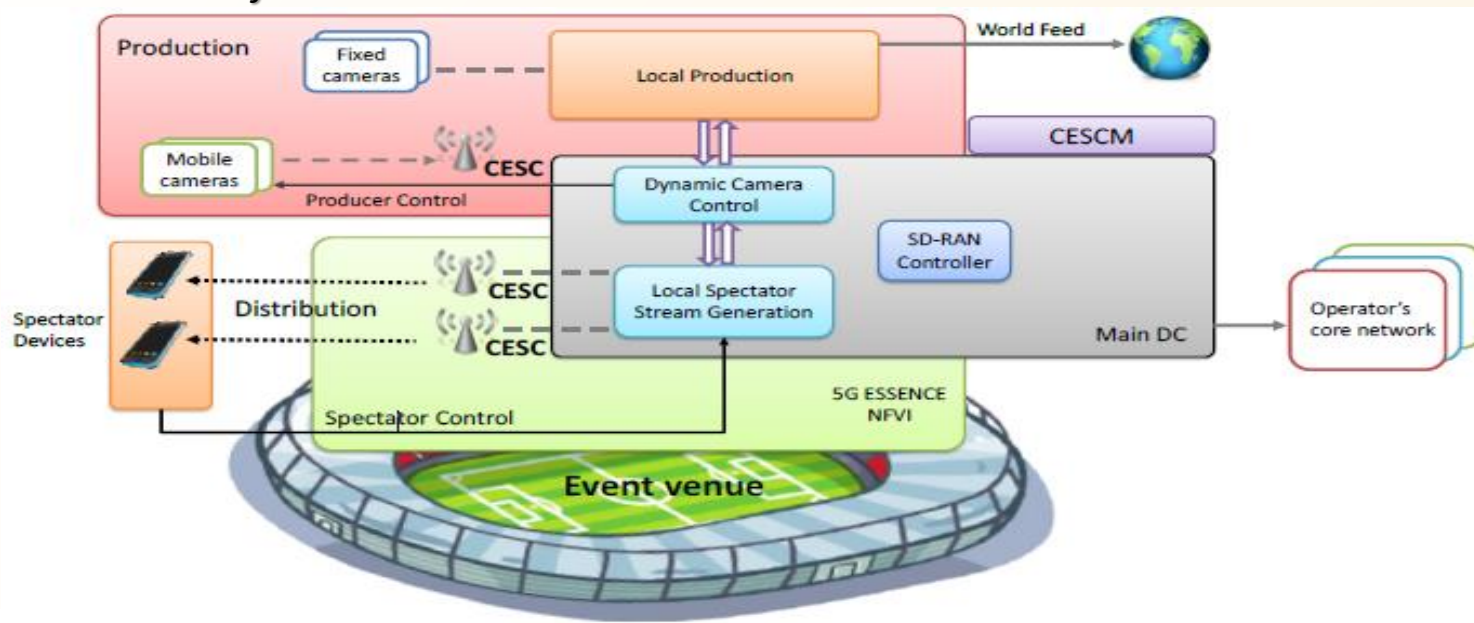 Production
Fixed
cameras
Local Production
World Feed
CESCM
Mobile
cameras
CESC
Producer Control
Dynamic Camera
Control
SD-RAN
Controller
Spectator
Devices
Distribution
CESC
CESC
Local Spectator
Stream Generation
Main DC
Operator's
core network
Spectator Control
5G ESSENCE
NFVI
Event venue